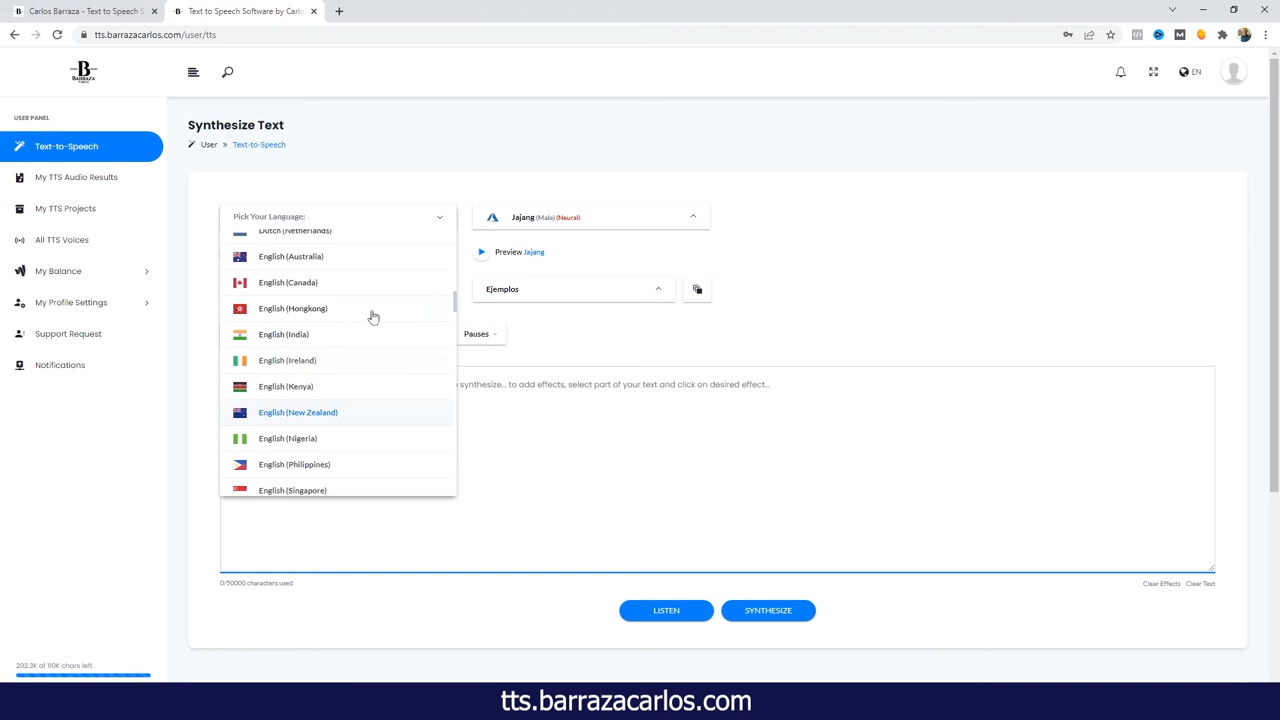 Carlos Barraza - Text to Speech S
Text to Speech Software by Carlo
tts.barrazacarlos.com/user/tts
B
BARRAZA
CARLOS
EN
USER PANEL
Text-to-Speech
My TTS Audio Results
My TTS Projects
All TTS Voices
My Balance
My Profile Settings
Support Request
Notifications
202.3K of 110K chars left
Synthesize Text
User » Text-to-Speech
Pick Your Language:
Dutch (Netherlands)
English (Australia)
English (Canada)
English (Hongkong)
English (India)
English (Ireland)
English (Kenya)
English (New Zealand)
English (Nigeria)
English (Philippines)
English (Singapore)
Jajang (Male) (Neural)
Preview Jajang
Ejemplos
Pauses
synthesize... to add effects, select part of your text and click on desired effect...
0/50000 characters used
Clear Effects Clear Text
LISTEN
SYNTHESIZE
tts.barrazacarlos.com